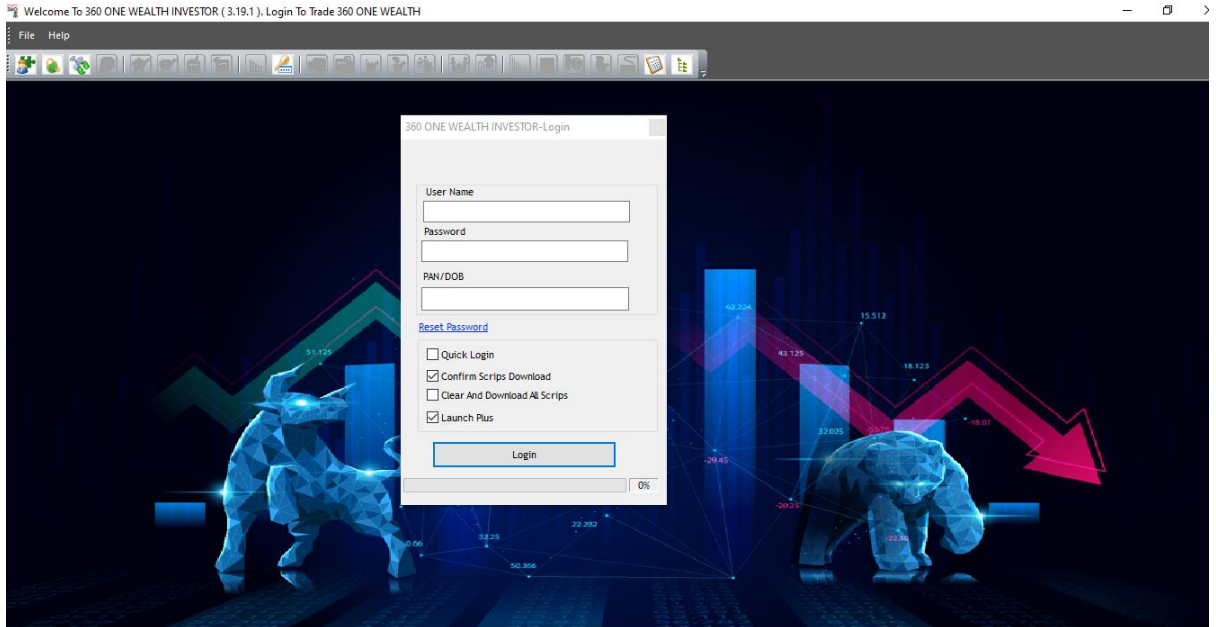 360
Welcome To 360 ONE WEALTH INVESTOR ( 3.19.1 ). Login To Trade 360 ONE WEALTH
File Help
360 ONE WEALTH INVESTOR-Login
User Name
Password
PAN/DOB
Reset Password
Quick Login
Confirm Scrips Download
Clear And Download All Scrips
Launch Plus
Login
0%
62.224
15.512
51.125
43.125
18.123
-18.07
32.025
-29.45
-20.25
22.282
32.25
0.66
50.366